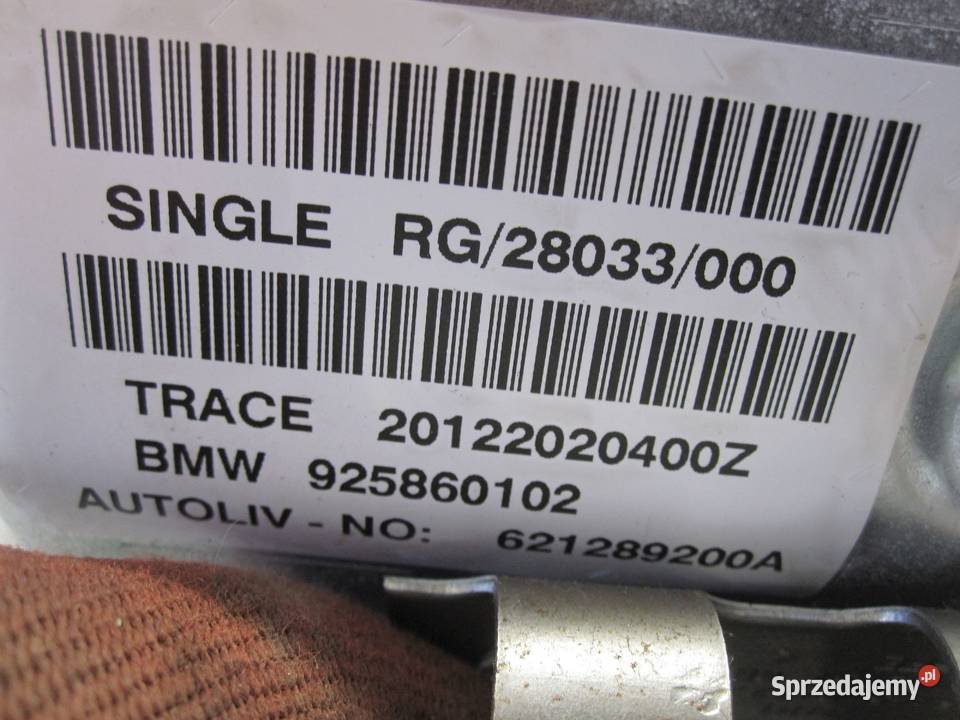 SINGLE RG/28033/000
TRACE 20122020400Z
BMW 925860102
AUTOLIV - NO: 621289200A
Sprzedajemy.pl